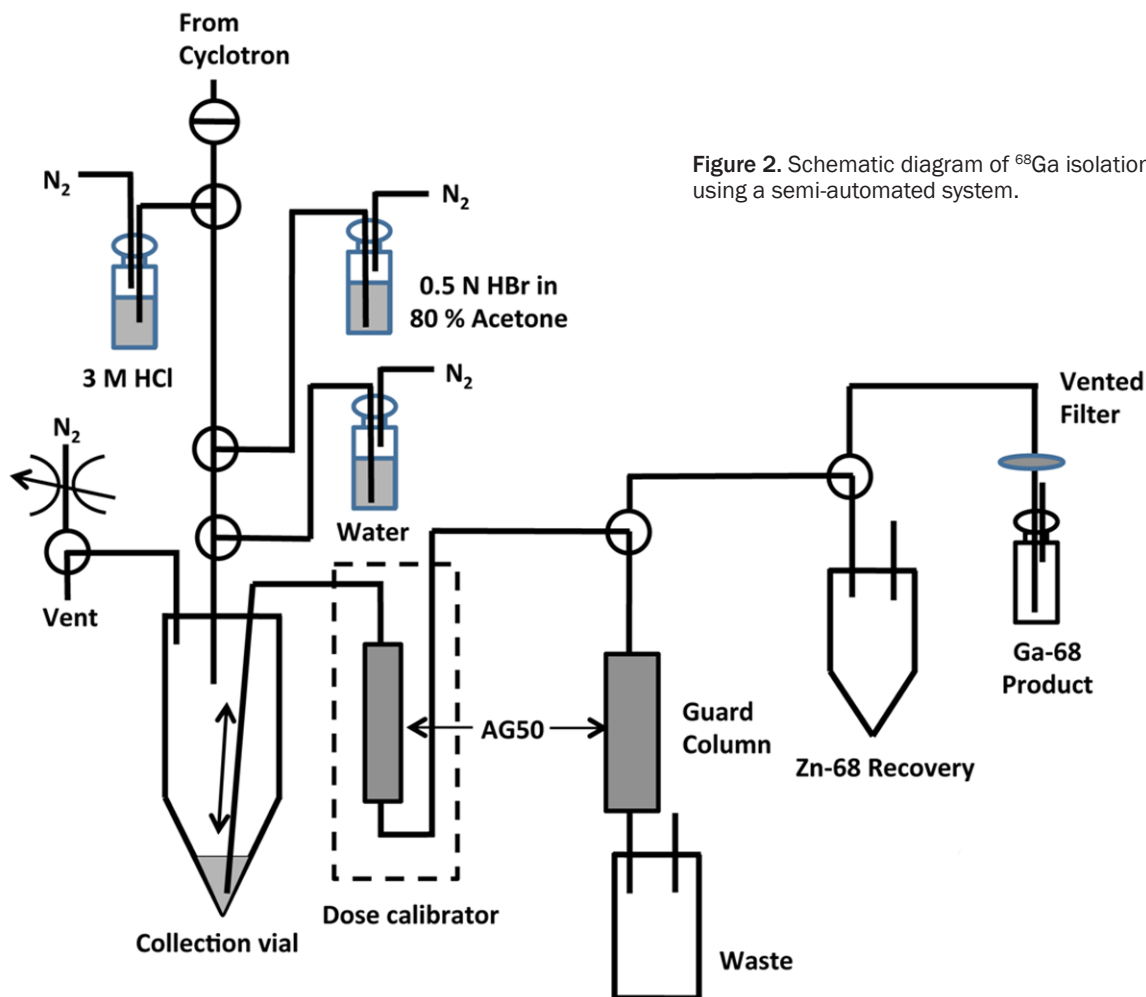 From
Cyclotron
Figure 2. Schematic diagram of ⁶⁸Ga isolation
using a semi-automated system.
N₂
N₂
0.5 N HBr in
80 % Acetone
3 M HCl
N₂
Vented
Filter
N₂
Water
Vent
Ga-68
Product
AG50
Guard
Column
Zn-68 Recovery
Dose calibrator
Collection vial
Waste